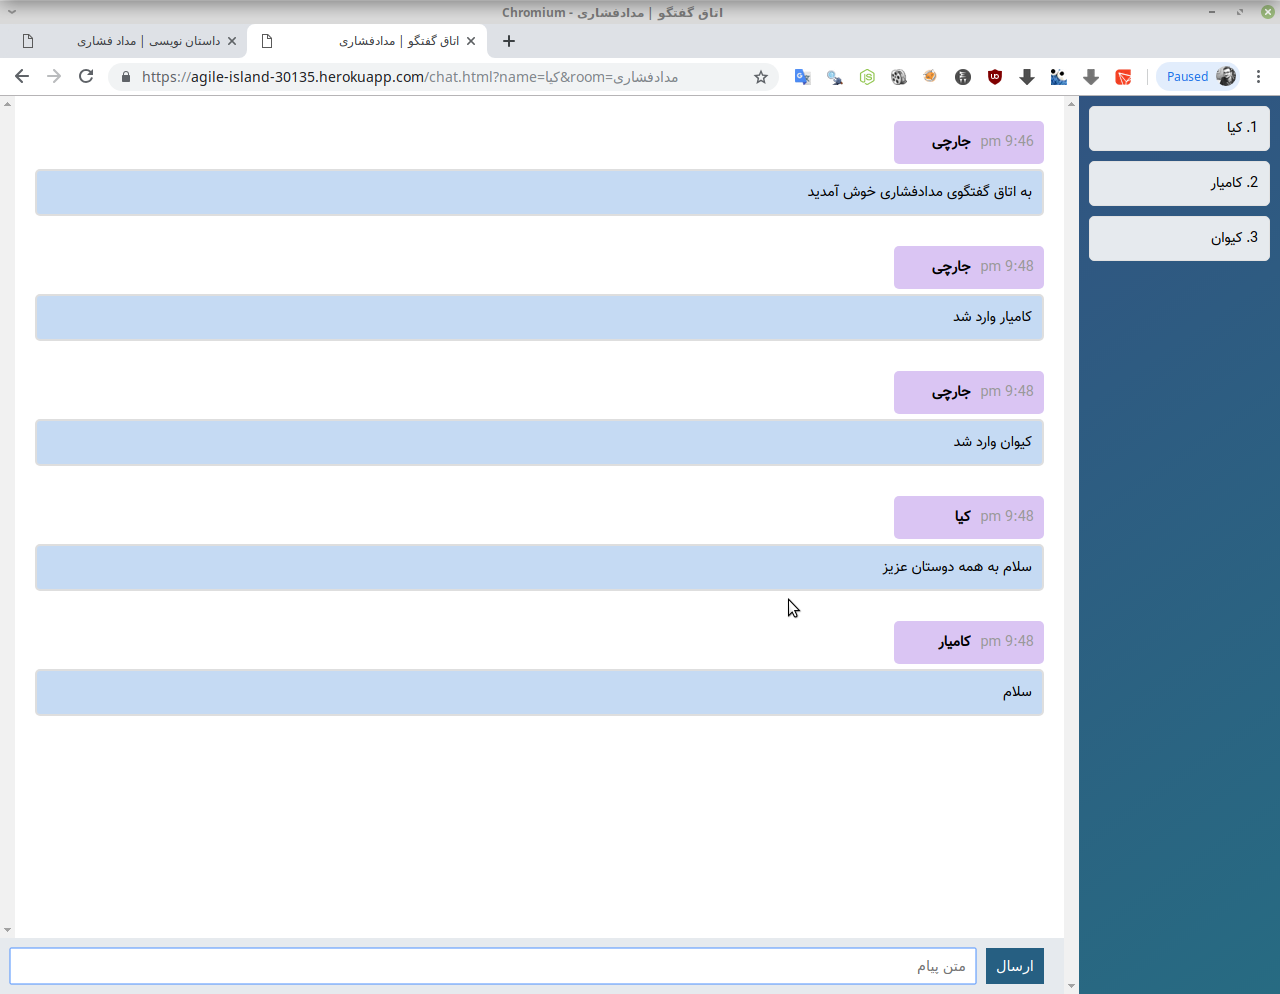 اتاق گفتگو | مدادفشاری - Chromium
داستان نویسی | مداد فشاری
اتاق گفتگو | مدادفشاری
https://agile-island-30135.herokuapp.com/chat.html?name=کیا&room=مدادفشاری
Paused
9:46 pm جارچی
به اتاق گفتگوی مدادفشاری خوش آمدید
9:48 pm جارچی
کامیار وارد شد
9:48 pm جارچی
کیوان وارد شد
9:48 pm کیا
سلام به همه دوستان عزیز
9:48 pm کامیار
سلام
1. کیا
2. کامیار
3. کیوان
متن پیام
ارسال